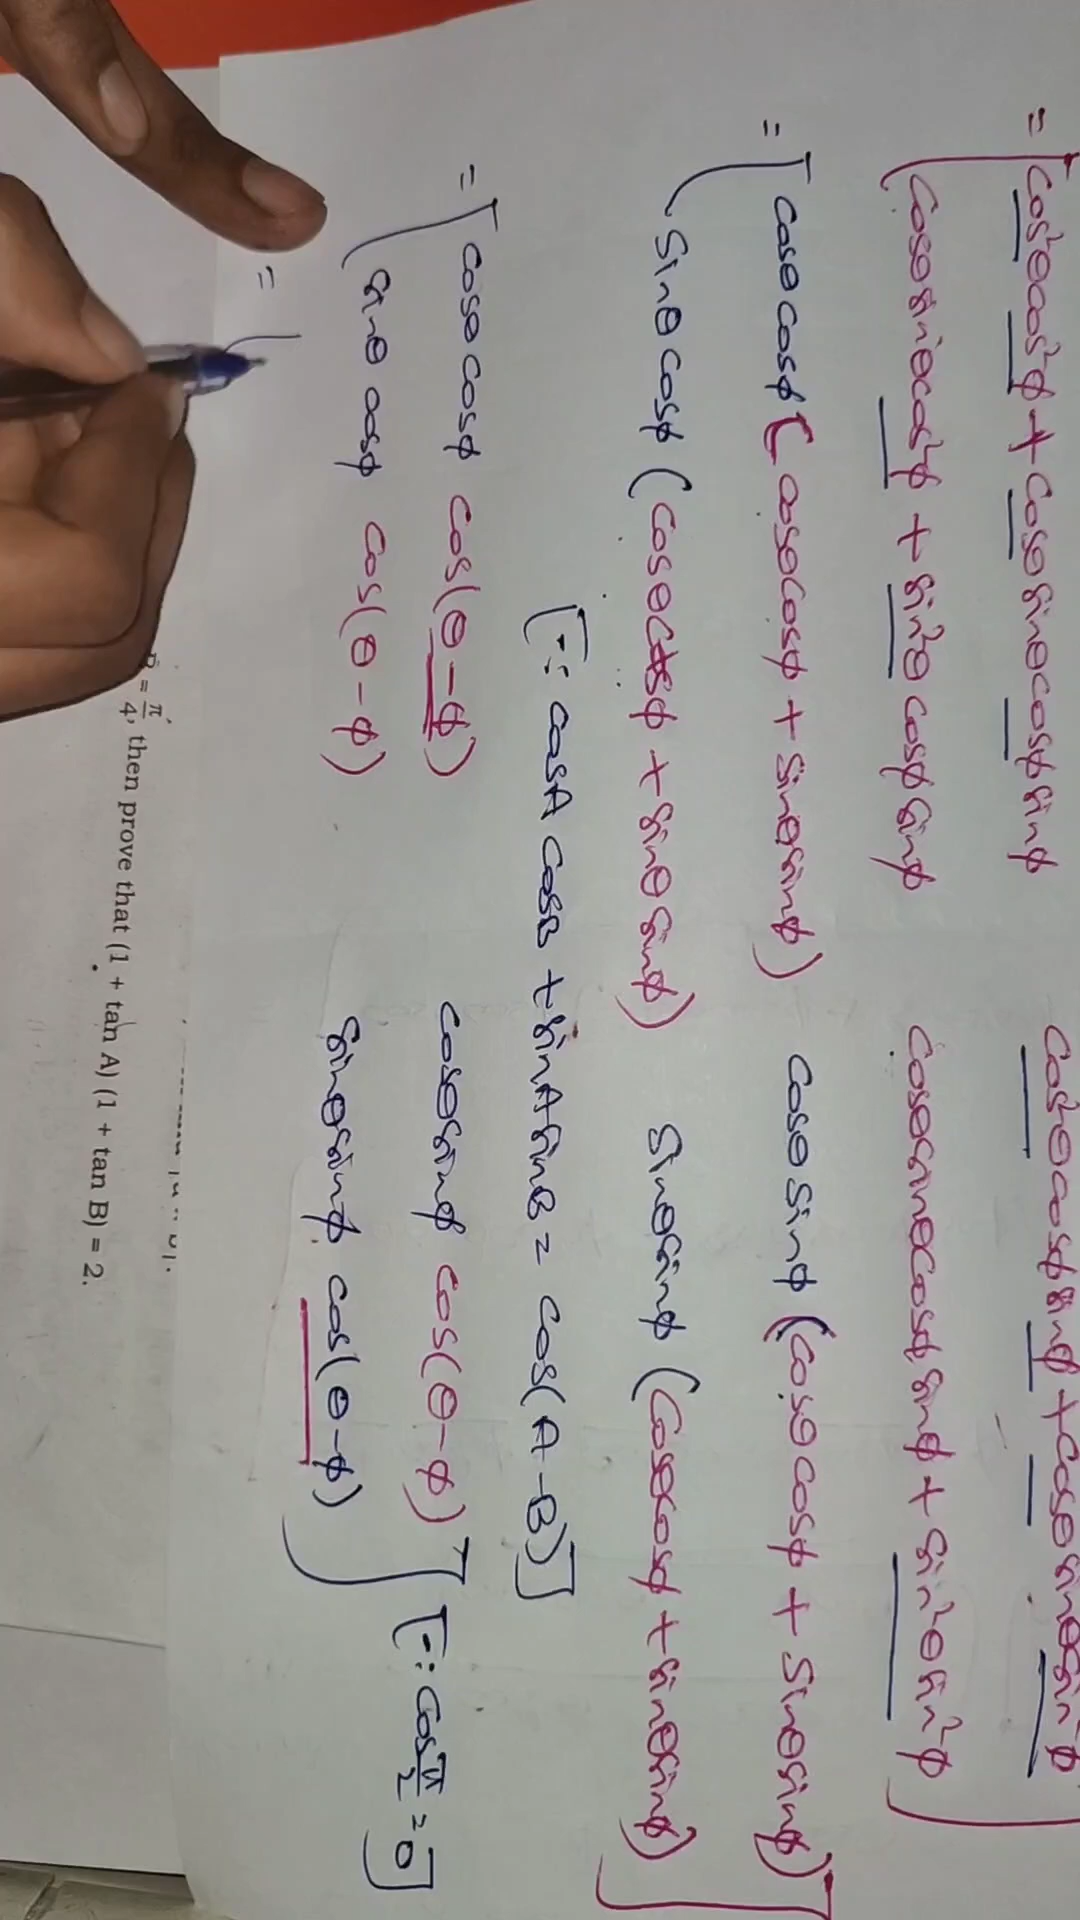 = [cos²θcos²φ + cosθsinθcosφsinφ cos²θcosφsinφ + cosθsinθsin²φ
cosθsinθcos²φ + sin²θcosφsinφ cosθsinθcosφsinφ + sin²θsin²φ]
= [cosθcosφ (cosθcosφ + sinθsinφ) cosθsinφ (cosθcosφ + sinθsinφ)
sinθcosφ (cosθcosφ + sinθsinφ) sinθsinφ (cosθcosφ + sinθsinφ)]
[∵ cosA cosB + sinA sinB = cos(A-B)]
= [cosθcosφ cos(θ-φ) cosθsinφ cos(θ-φ)
sinθ cosφ cos(θ-φ) sinθsinφ cos(θ-φ)] [∵ cos π/2 = 0]
= [
= π/4, then prove that (1 + tan A) (1 + tan B) = 2.